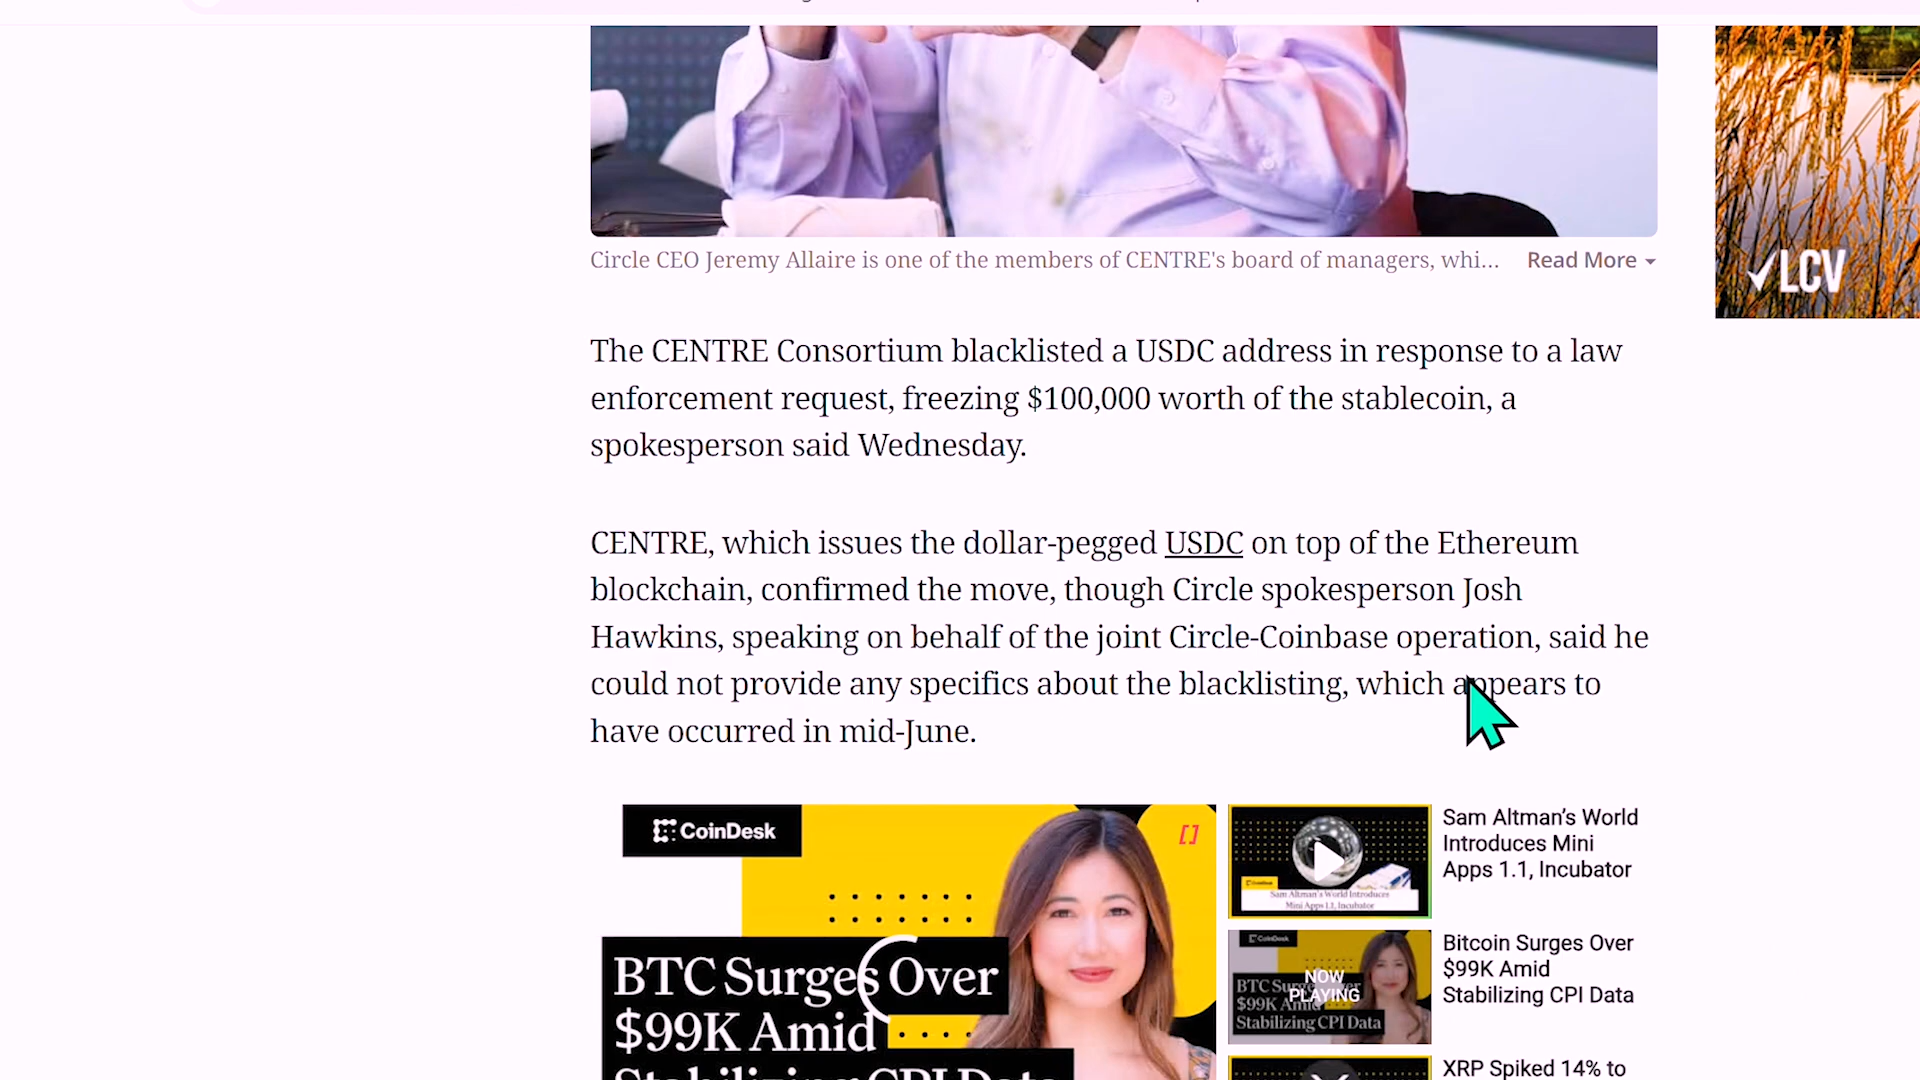 Circle CEO Jeremy Allaire is one of the members of CENTRE's board of managers, whi... Read More
✓LCV
The CENTRE Consortium blacklisted a USDC address in response to a law
enforcement request, freezing $100,000 worth of the stablecoin, a
spokesperson said Wednesday.
CENTRE, which issues the dollar-pegged USDC on top of the Ethereum
blockchain, confirmed the move, though Circle spokesperson Josh
Hawkins, speaking on behalf of the joint Circle-Coinbase operation, said he
could not provide any specifics about the blacklisting, which appears to
have occurred in mid-June.
CoinDesk
BTC Surges Over
$99K Amid
Stabilizing CPI Data
CoinDesk
Sam Altman's World Introduces
Mini Apps 1.1, Incubator
Sam Altman’s World
Introduces Mini
Apps 1.1, Incubator
CoinDesk
BTC Surges Over
$99K Amid
Stabilizing CPI Data
NOW
PLAYING
Bitcoin Surges Over
$99K Amid
Stabilizing CPI Data
XRP Spiked 14% to